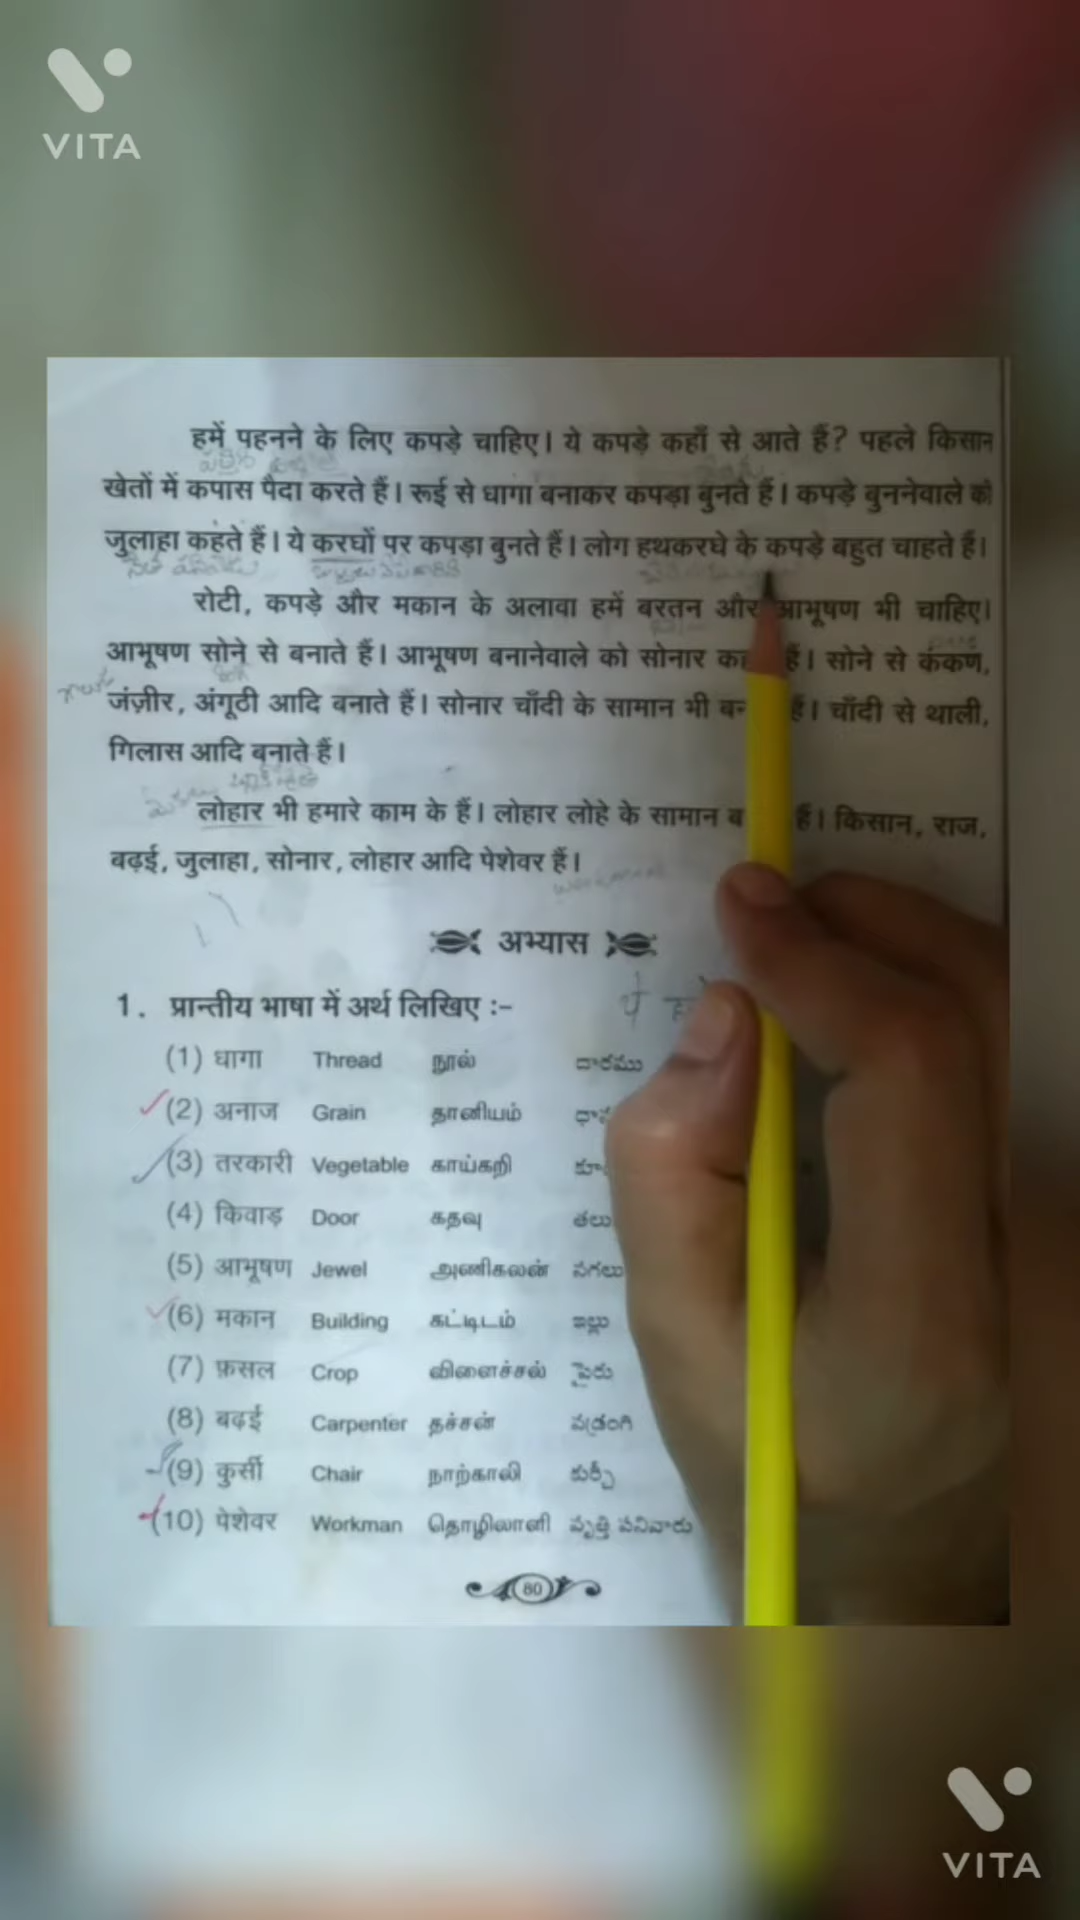 VITA
हमें पहनने के लिए कपड़े चाहिए। ये कपड़े कहाँ से आते हैं? पहले किसान
खेतों में कपास पैदा करते हैं। रूई से धागा बनाकर कपड़ा बुनते हैं। कपड़े बुननेवाले को
जुलाहा कहते हैं। ये करघों पर कपड़ा बुनते हैं। लोग हथकरघे के कपड़े बहुत चाहते हैं।
रोटी, कपड़े और मकान के अलावा हमें बरतन और आभूषण भी चाहिए।
आभूषण सोने से बनाते हैं। आभूषण बनानेवाले को सोनार हैं। सोने से कंकण,
जंज़ीर, अंगूठी आदि बनाते हैं। सोनार चाँदी के सामान भी हैं। चाँदी से थाली,
गिलास आदि बनाते हैं।
लोहार भी हमारे काम के हैं। लोहार लोहे के सामान हैं। किसान, राज,
बढ़ई, जुलाहा, सोनार, लोहार आदि पेशेवर हैं।
अभ्यास
1. प्रान्तीय भाषा में अर्थ लिखिए :-
(1) धागा Thread நூல் దారము
(2) अनाज Grain தானியம்
(3) तरकारी Vegetable காய்கறி
(4) किवाड़ Door கதவு
(5) आभूषण Jewel அணிகலன் నగలు
(6) मकान Building கட்டிடம் ఇల్లు
(7) फ़सल Crop விளைச்சல் పైరు
(8) बढ़ई Carpenter தச்சன் వడ్రంగి
(9) कुर्सी Chair நாற்காலி కుర్చీ
(10) पेशेवर Workman தொழிலாளி వృత్తి పనివారు
80
VITA